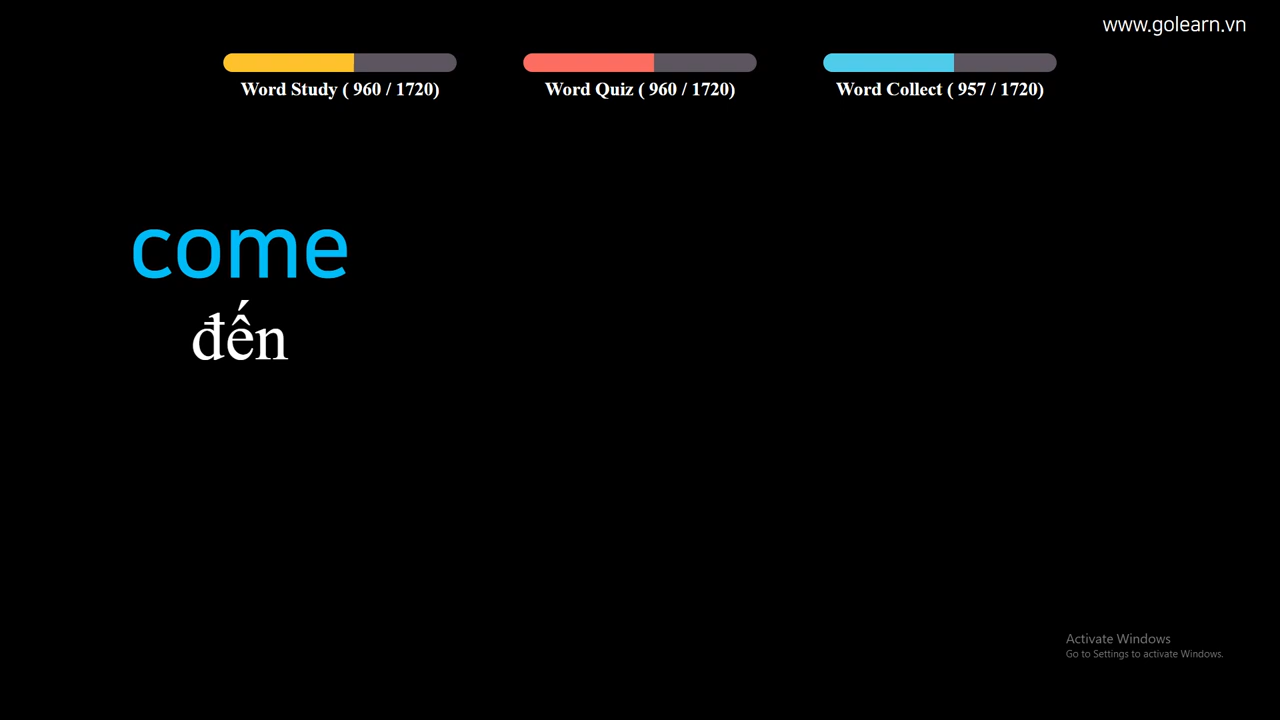 www.golearn.vn
Word Study ( 960 / 1720)
Word Quiz ( 960 / 1720)
Word Collect ( 957 / 1720)
come
đến
Activate Windows
Go to Settings to activate Windows.